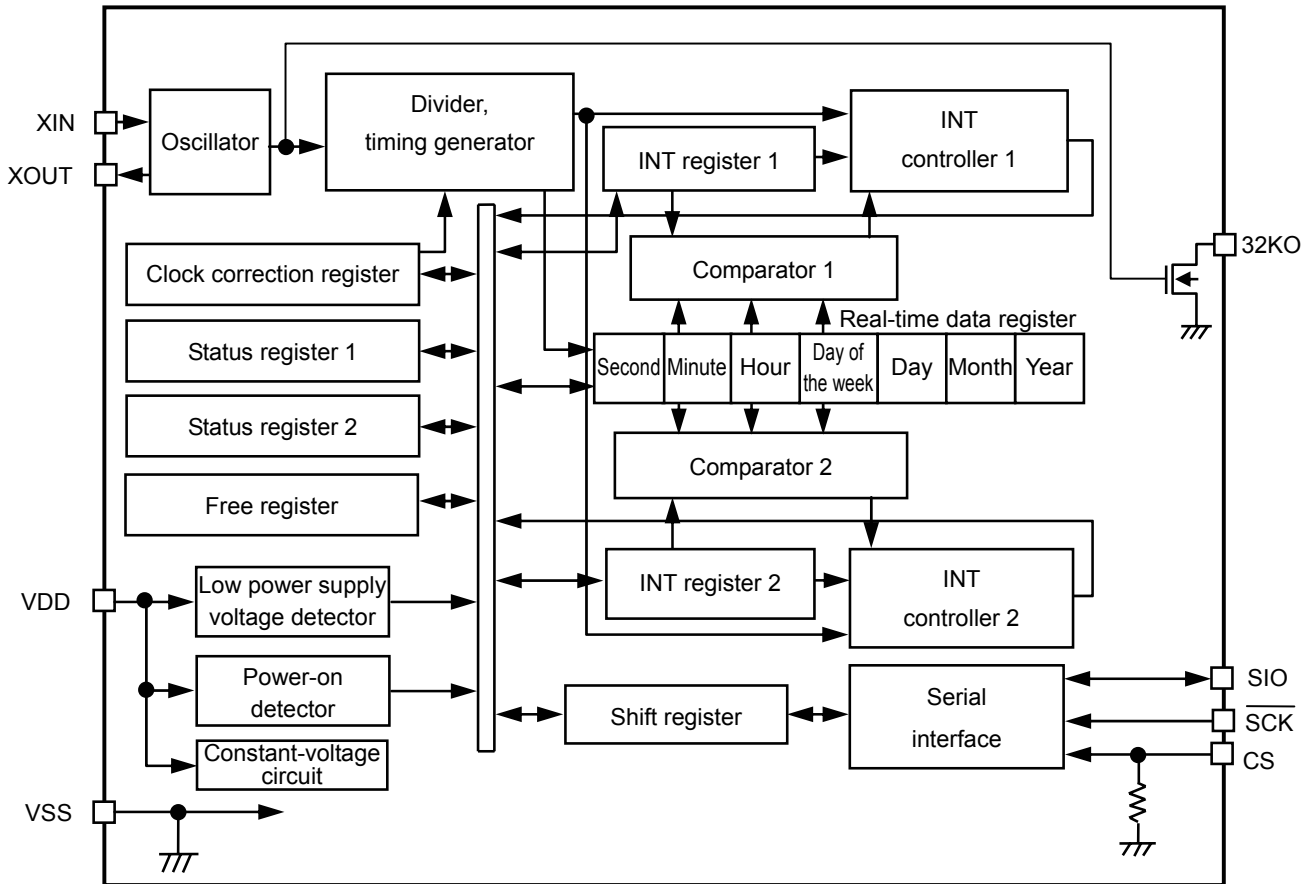 XIN
XOUT
Oscillator
Divider,
timing generator
INT register 1
INT
controller 1
32KO
Clock correction register
Comparator 1
Real-time data register
Status register 1
Second
Minute
Hour
Day of
the week
Day
Month
Year
Status register 2
Comparator 2
Free register
VDD
Low power supply
voltage detector
INT register 2
INT
controller 2
Power-on
detector
Shift register
Serial
interface
SIO
SCK
CS
Constant-voltage
circuit
VSS